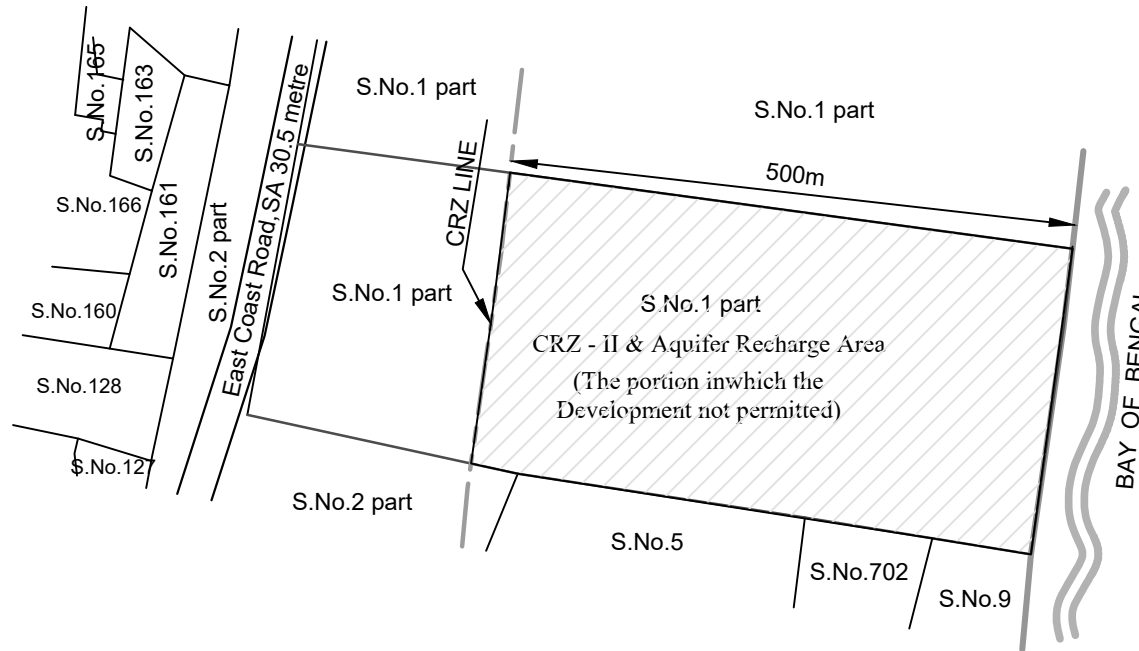 S.No.165
S.No.163
S.No.1 part
S.No.1 part
500m
S.No.166
S.No.161
S.No.2 part
East Coast Road, SA 30.5 metre
CRZ LINE
S.No.1 part
S.No.1 part
CRZ - II & Aquifer Recharge Area
(The portion inwhich the
Development not permitted)
S.No.160
S.No.128
S.No.127
S.No.2 part
S.No.5
S.No.702
S.No.9
BAY OF BENGAL